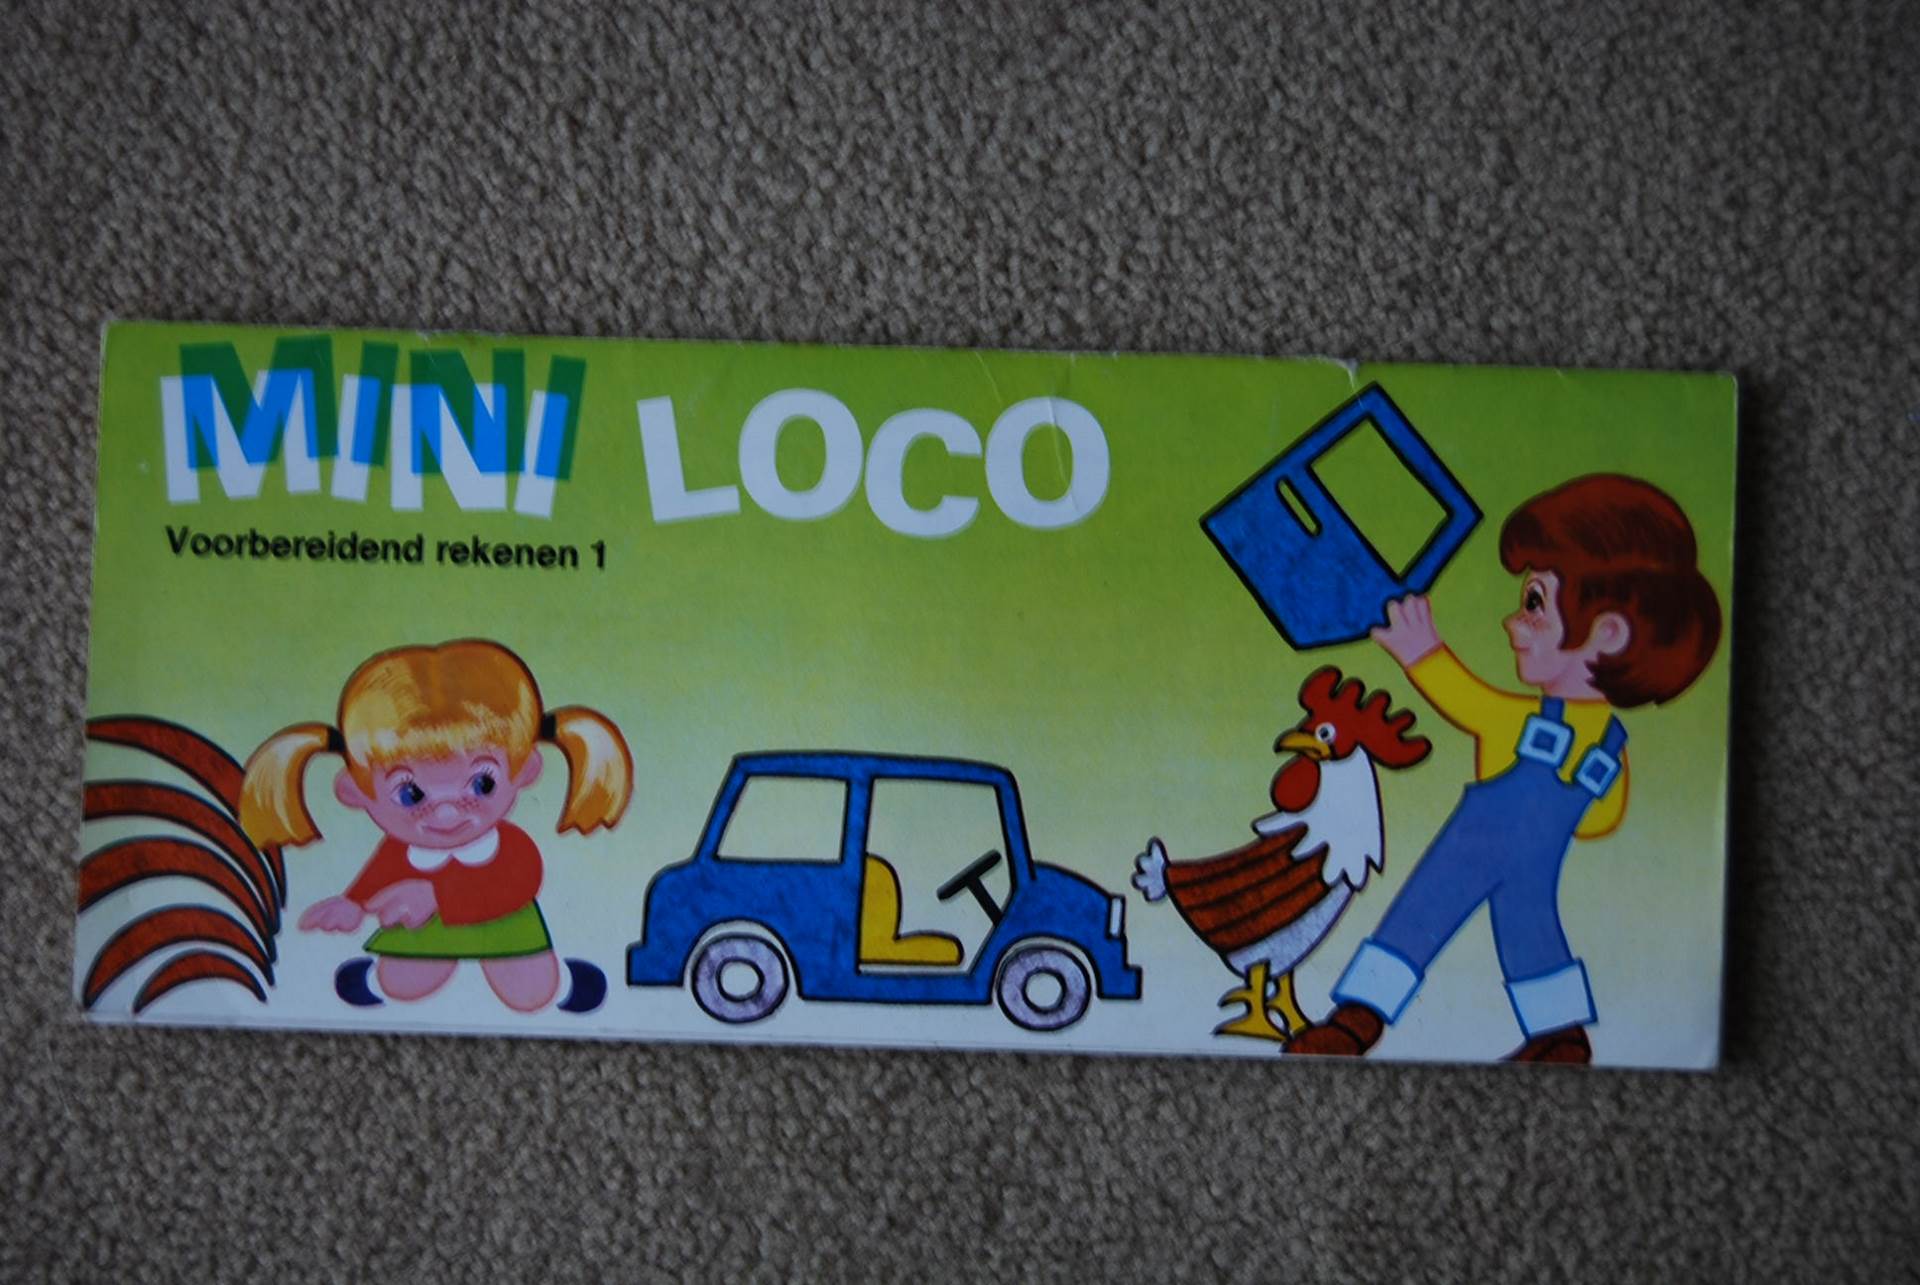 MINI LOCO
Voorbereidend rekenen 1